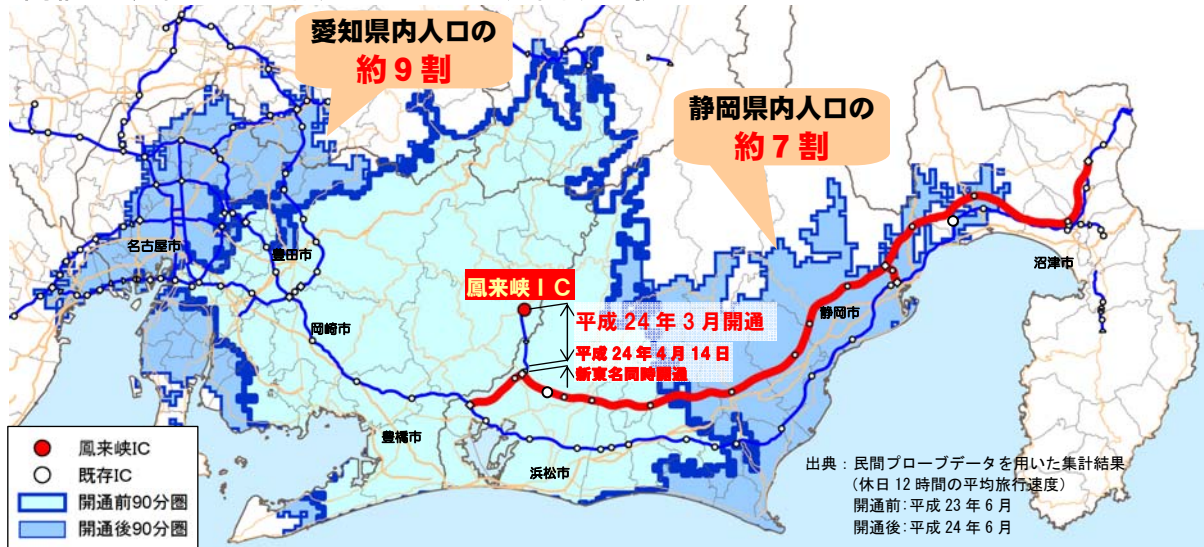 愛知県内人口の
約9割
静岡県内人口の
約7割
名古屋市
豊田市
岡崎市
豊橋市
浜松市
静岡市
沼津市
鳳来峡IC
平成24年3月開通
平成24年4月14日
新東名同時開通
鳳来峡IC
既存IC
開通前90分圏
開通後90分圏
出典：民間プローブデータを用いた集計結果
（休日12時間の平均旅行速度）
開通前：平成23年6月
開通後：平成24年6月